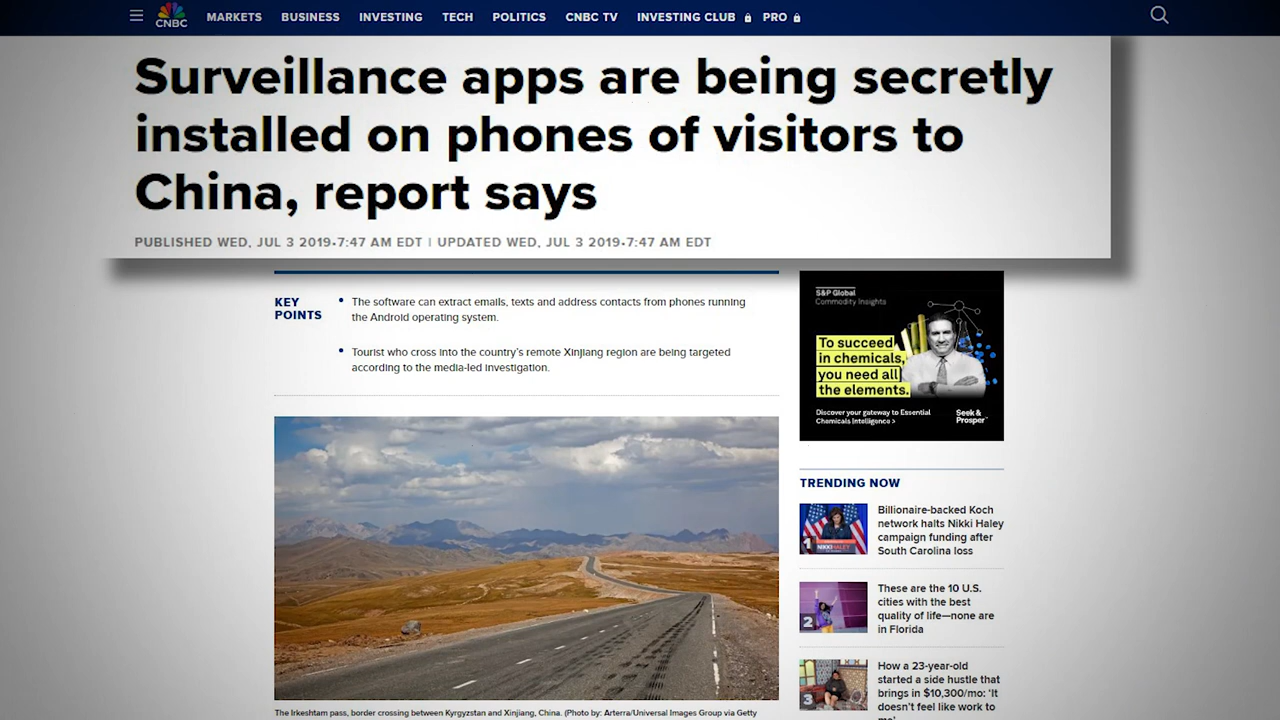 CNBC
MARKETS BUSINESS INVESTING TECH POLITICS CNBC TV INVESTING CLUB PRO
Surveillance apps are being secretly
installed on phones of visitors to
China, report says
PUBLISHED WED, JUL 3 2019•7:47 AM EDT | UPDATED WED, JUL 3 2019•7:47 AM EDT
KEY
POINTS
• The software can extract emails, texts and address contacts from phones running
the Android operating system.
• Tourist who cross into the country's remote Xinjiang region are being targeted
according to the media-led investigation.
The Irkeshtam pass, border crossing between Kyrgyzstan and Xinjiang, China. (Photo by: Arterra/Universal Images Group via Getty
S&P Global
Commodity Insights
To succeed
in chemicals,
you need all
the elements.
Discover your gateway to Essential
Chemicals Intelligence >
Seek &
Prosper™
TRENDING NOW
1
NIKKI HALEY
Billionaire-backed Koch
network halts Nikki Haley
campaign funding after
South Carolina loss
2
These are the 10 U.S.
cities with the best
quality of life—none are
in Florida
3
How a 23-year-old
started a side hustle that
brings in $10,300/mo: 'It
doesn't feel like work to
me'